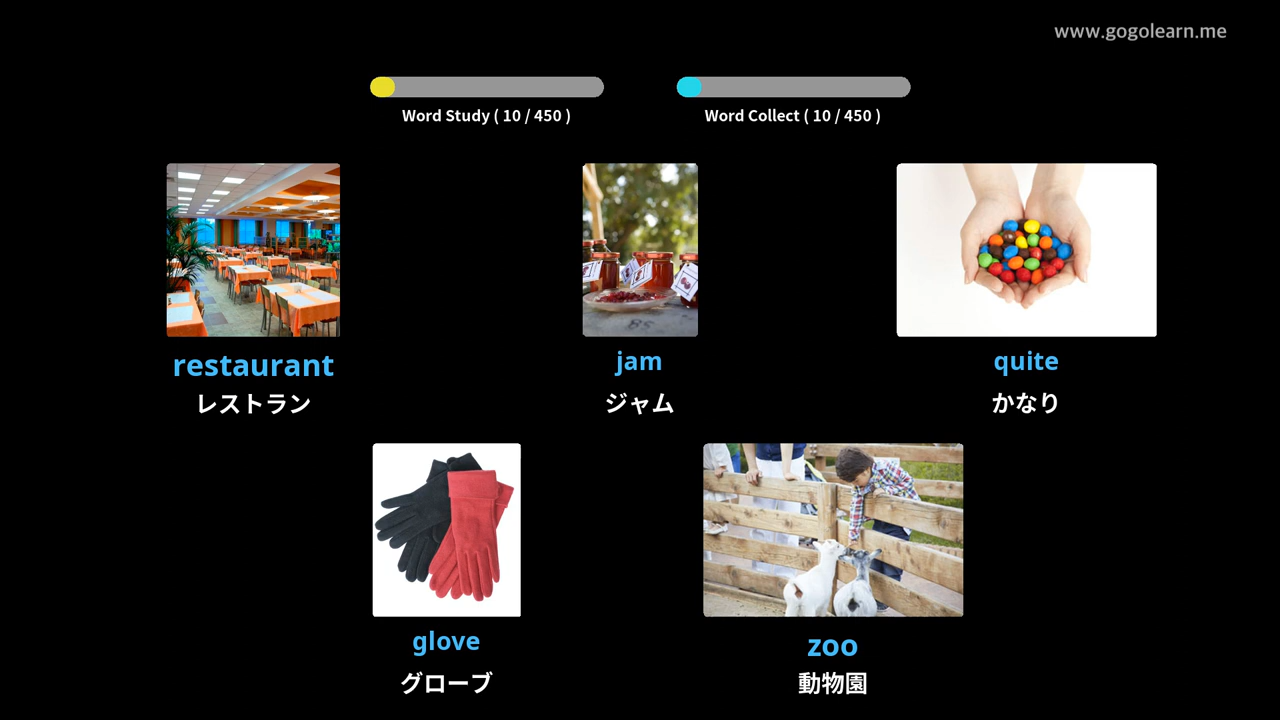 www.gogolearn.me
Word Study ( 10 / 450 )
Word Collect ( 10 / 450 )
restaurant
レストラン
jam
ジャム
quite
かなり
glove
グローブ
zoo
動物園